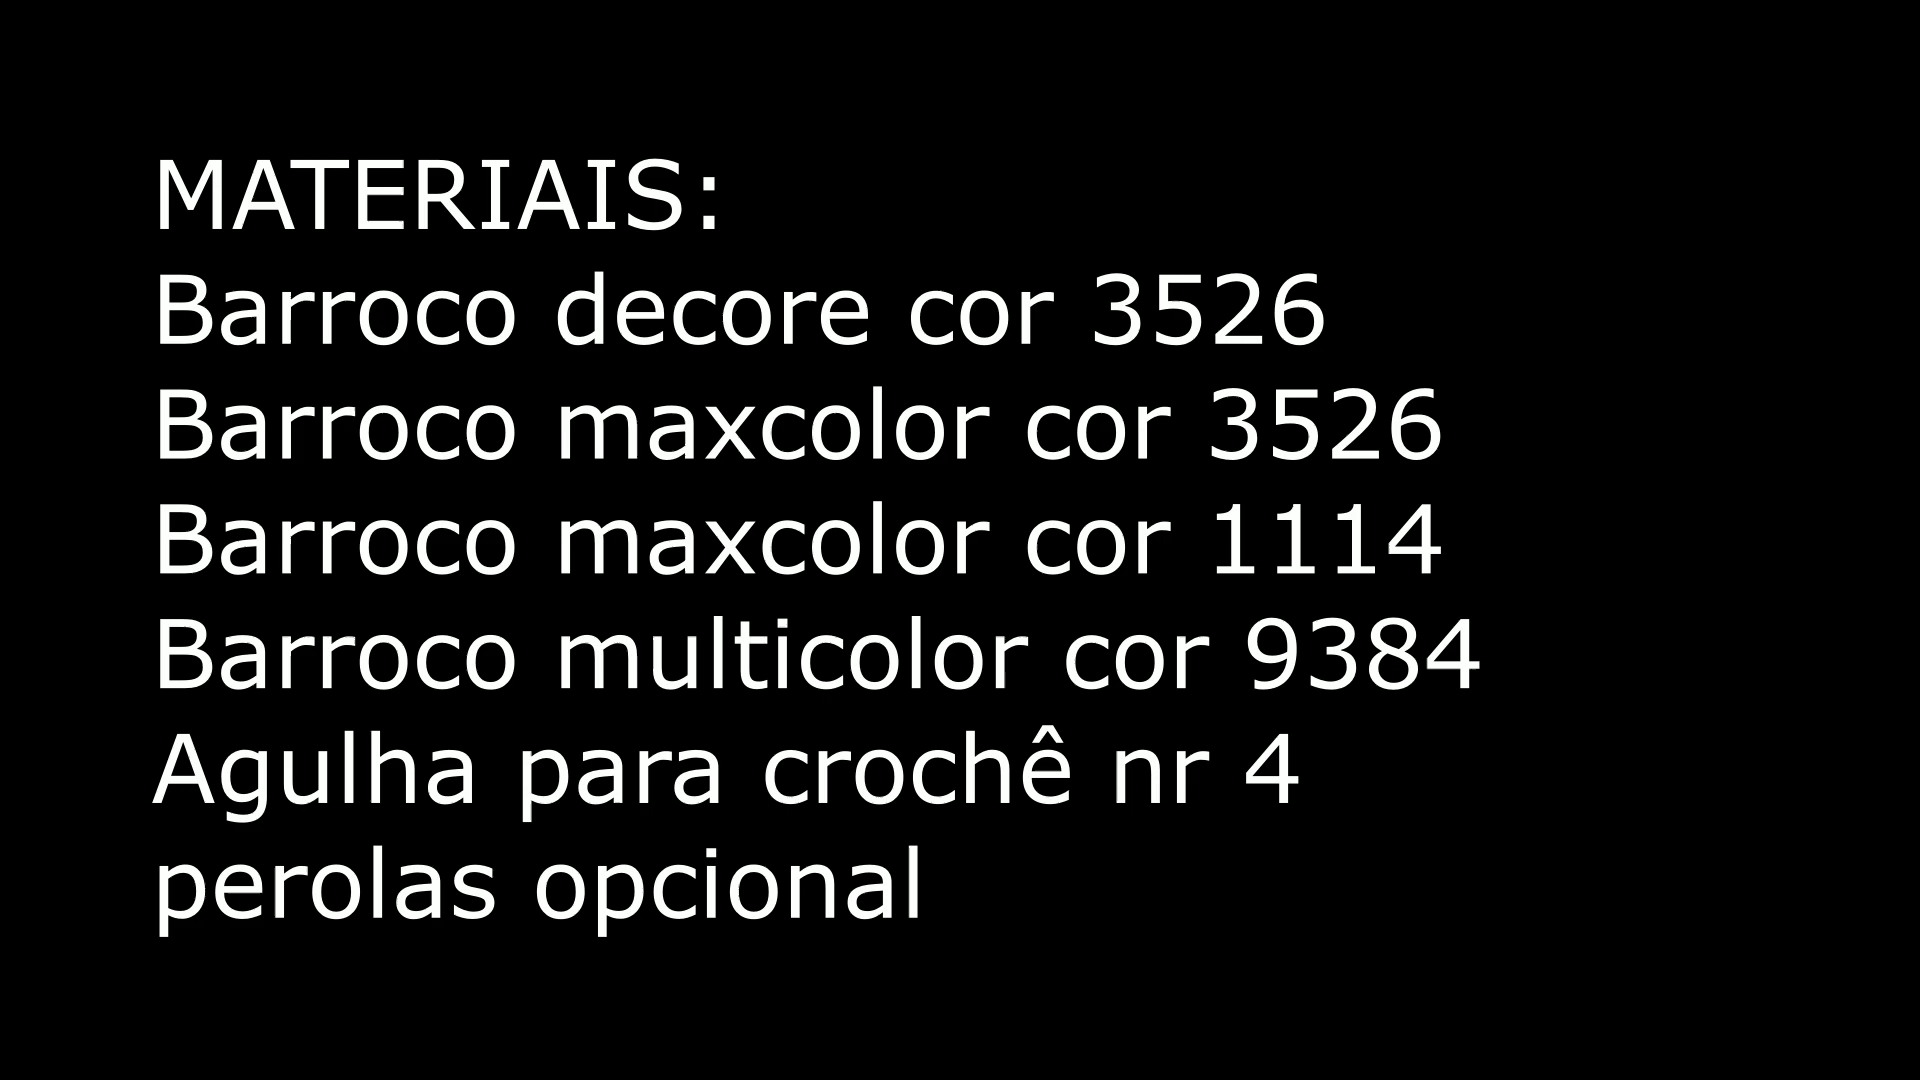 MATERIAIS:
Barroco decore cor 3526
Barroco maxcolor cor 3526
Barroco maxcolor cor 1114
Barroco multicolor cor 9384
Agulha para crochê nr 4
perolas opcional